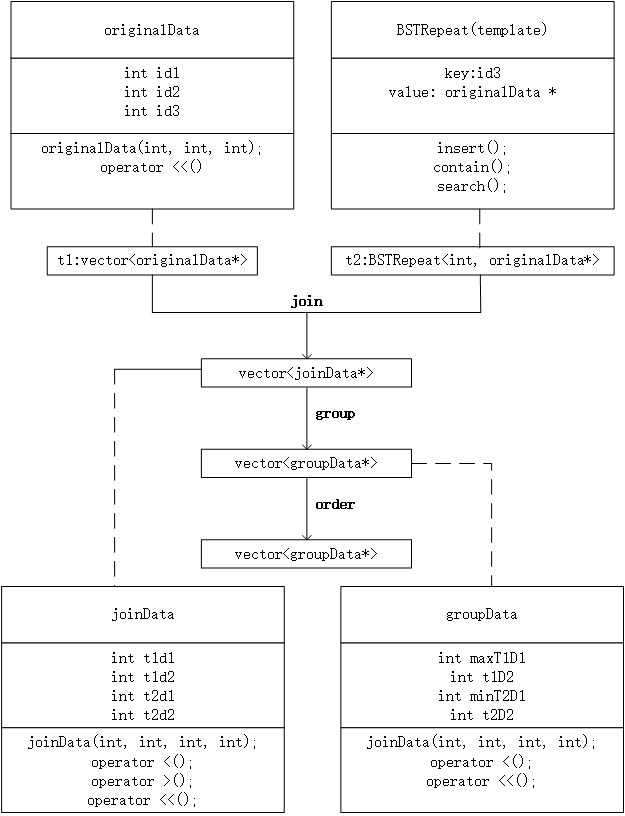 originalData
int id1
int id2
int id3
originalData(int, int, int);
operator <<()
BSTRepeat(template)
key:id3
value: originalData *
insert();
contain();
search();
t1:vector<originalData*>
t2:BSTRepeat<int, originalData*>
join
vector<joinData*>
group
vector<groupData*>
order
vector<groupData*>
joinData
int t1d1
int t1d2
int t2d1
int t2d2
joinData(int, int, int, int);
operator <();
operator >();
operator <<();
groupData
int maxT1D1
int t1D2
int minT2D1
int t2D2
joinData(int, int, int, int);
operator <();
operator <<();